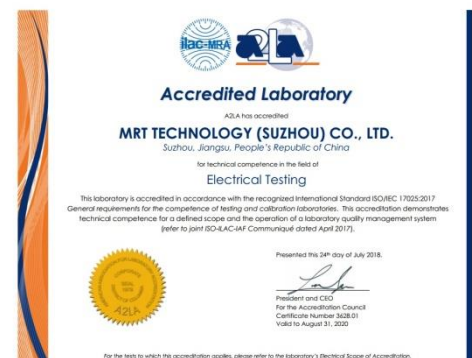 ilac-MRA
A2LA
Accredited Laboratory
A2LA has accredited
MRT TECHNOLOGY (SUZHOU) CO., LTD.
Suzhou, Jiangsu, People's Republic of China
for technical competence in the field of
Electrical Testing
This laboratory is accredited in accordance with the recognized International Standard ISO/IEC 17025:2017
General requirements for the competence of testing and calibration laboratories. This accreditation demonstrates
technical competence for a defined scope and the operation of a laboratory quality management system
(refer to joint ISO-ILAC-IAF Communiqué dated April 2017).
Presented this 24th day of July 2018.
President and CEO
For the Accreditation Council
Certificate Number 3628.01
Valid to August 31, 2020
CORPORATE
SEAL
1978
A2LA
For the tests to which this accreditation applies, please refer to the laboratory's Electrical Scope of Accreditation.